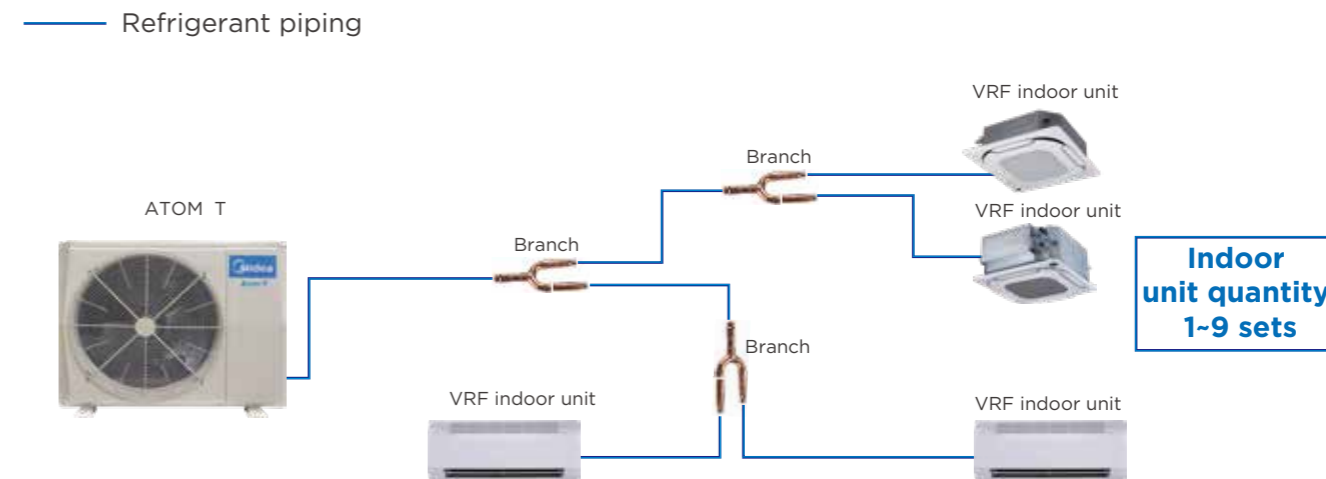 Refrigerant piping
VRF indoor unit
Branch
ATOM T
VRF indoor unit
Branch
Midea
Indoor
unit quantity
1~9 sets
Branch
VRF indoor unit
VRF indoor unit